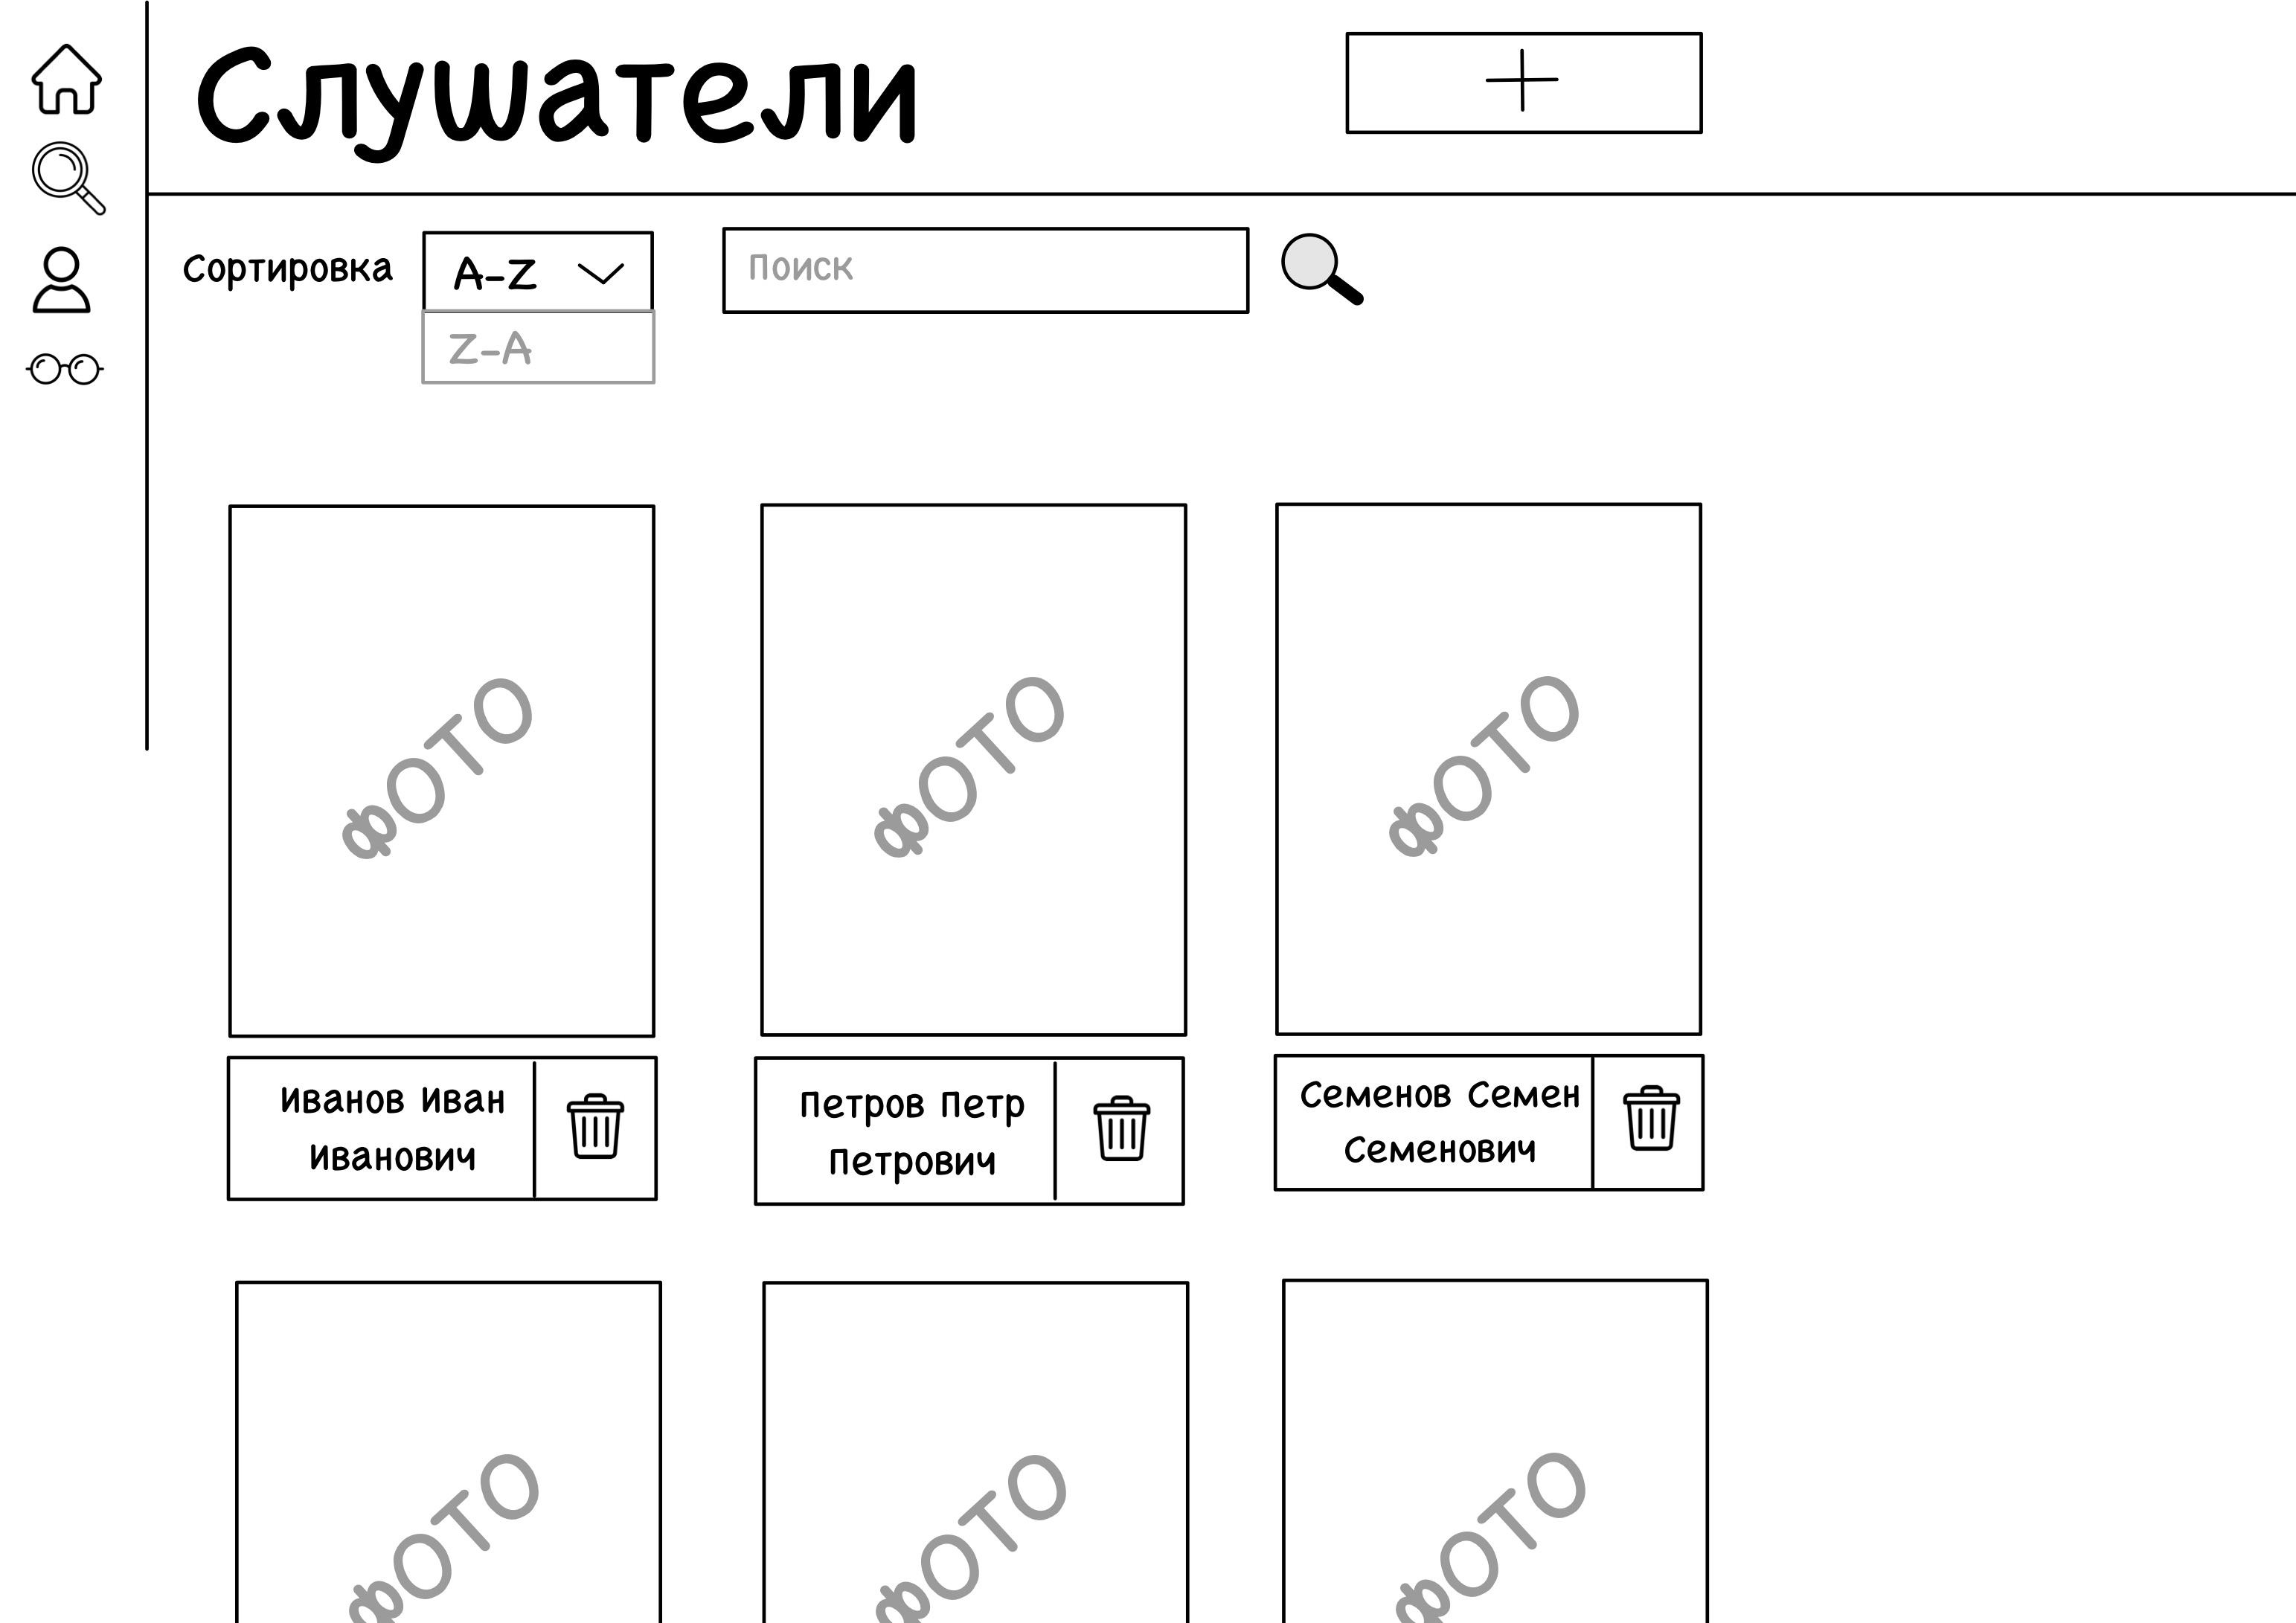 Слушатели
Сортировка
A-Z
Поиск
Z-A
ФОТО
ФОТО
ФОТО
Иванов Иван
Иванович
Петров Петр
Петрович
Семенов Семен
Семенович
ФОТО
ФОТО
ФОТО